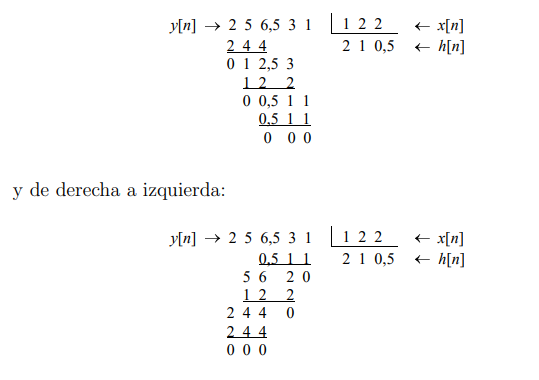 y[n] → 2 5 6,5 3 1 1 2 2 ← x[n]
2 4 4 2 1 0,5 ← h[n]
0 1 2,5 3
1 2 2
0 0,5 1 1
0,5 1 1
0 0 0
y de derecha a izquierda:
y[n] → 2 5 6,5 3 1 1 2 2 ← x[n]
0,5 1 1 2 1 0,5 ← h[n]
5 6 2 0
1 2 2
2 4 4 0
2 4 4
0 0 0